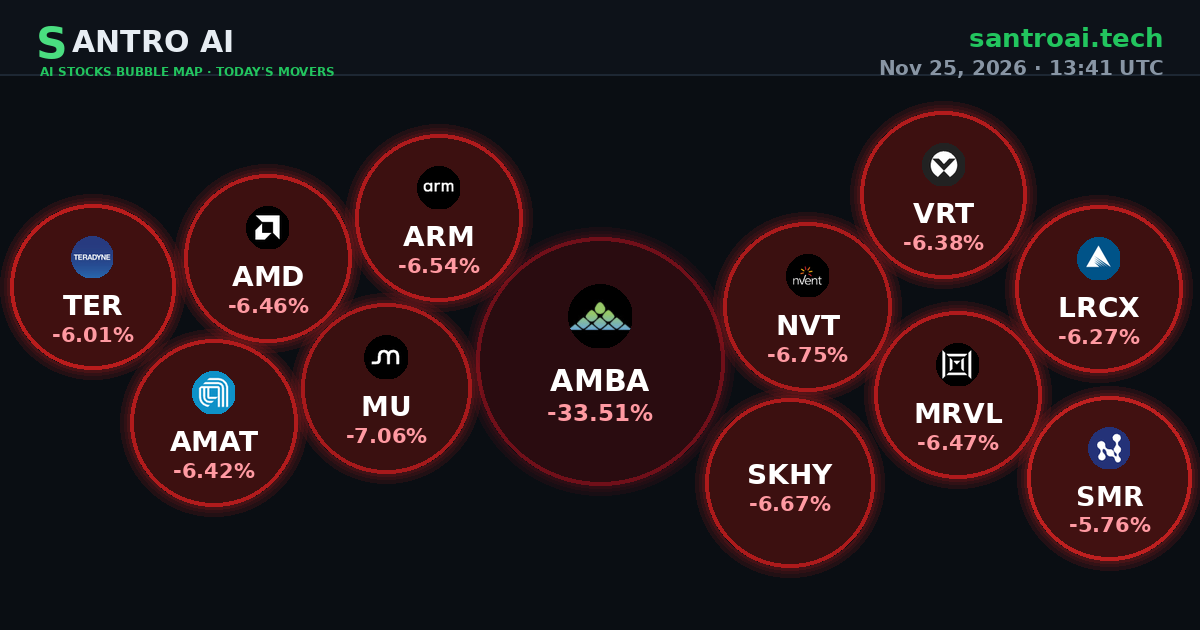 SANTRO AI
AI STOCKS BUBBLE MAP · TODAY'S MOVERS
santroai.tech
Nov 25, 2026 · 13:41 UTC
TERADYNE
TER
-6.01%
AMD
-6.46%
arm
ARM
-6.54%
AMAT
-6.42%
MU
-7.06%
AMBA
-33.51%
nvent
NVT
-6.75%
SKHY
-6.67%
VRT
-6.38%
MRVL
-6.47%
LRCX
-6.27%
SMR
-5.76%